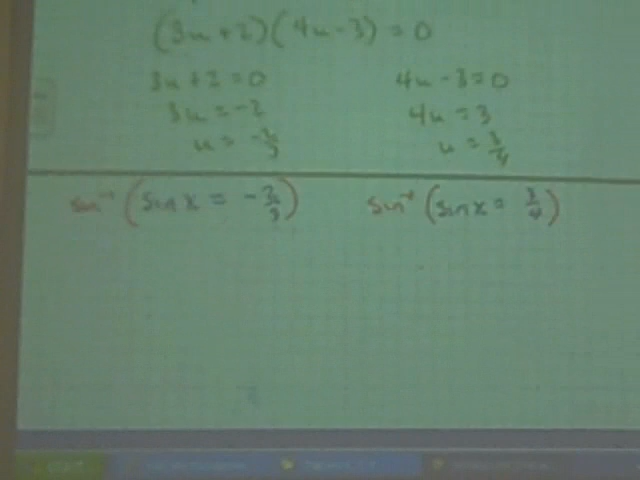 (3u+2)(4u-3) = 0
3u+2=0 4u-3=0
3u=-2 4u=3
u=-2/3 u=3/4
sin⁻¹(sin x = -2/3) sin⁻¹(sin x = 3/4)